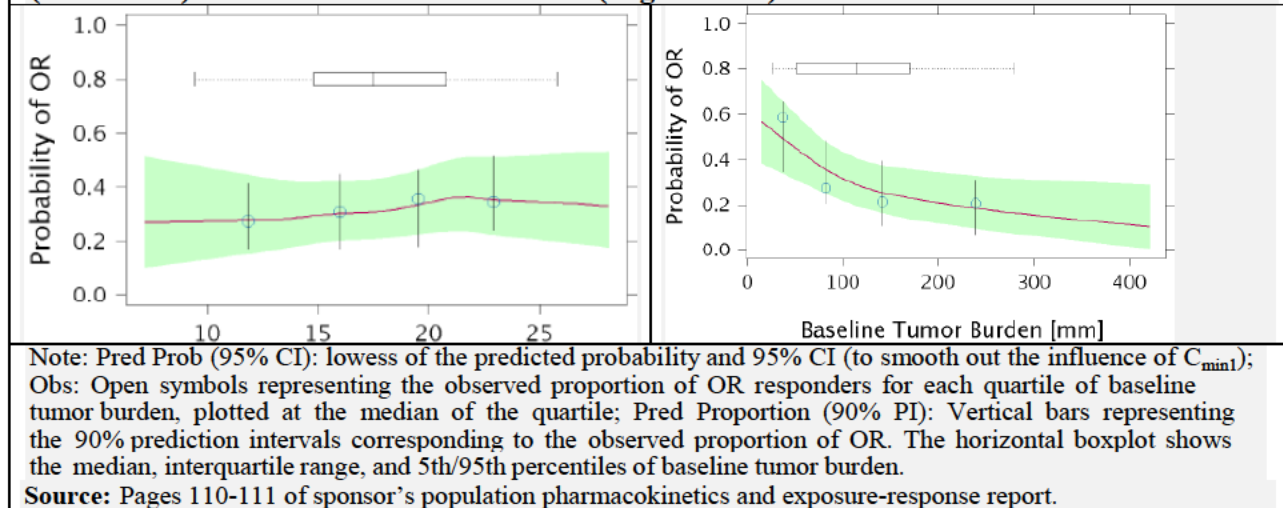 1.0
0.8
0.6
0.4
0.2
0.0
Probability of OR
10 15 20 25
1.0
0.8
0.6
0.4
0.2
0.0
Probability of OR
0 100 200 300 400
Baseline Tumor Burden [mm]
Note: Pred Prob (95% CI): lowess of the predicted probability and 95% CI (to smooth out the influence of Cmin1);
Obs: Open symbols representing the observed proportion of OR responders for each quartile of baseline
tumor burden, plotted at the median of the quartile; Pred Proportion (90% PI): Vertical bars representing
the 90% prediction intervals corresponding to the observed proportion of OR. The horizontal boxplot shows
the median, interquartile range, and 5th/95th percentiles of baseline tumor burden.
Source: Pages 110-111 of sponsor's population pharmacokinetics and exposure-response report.